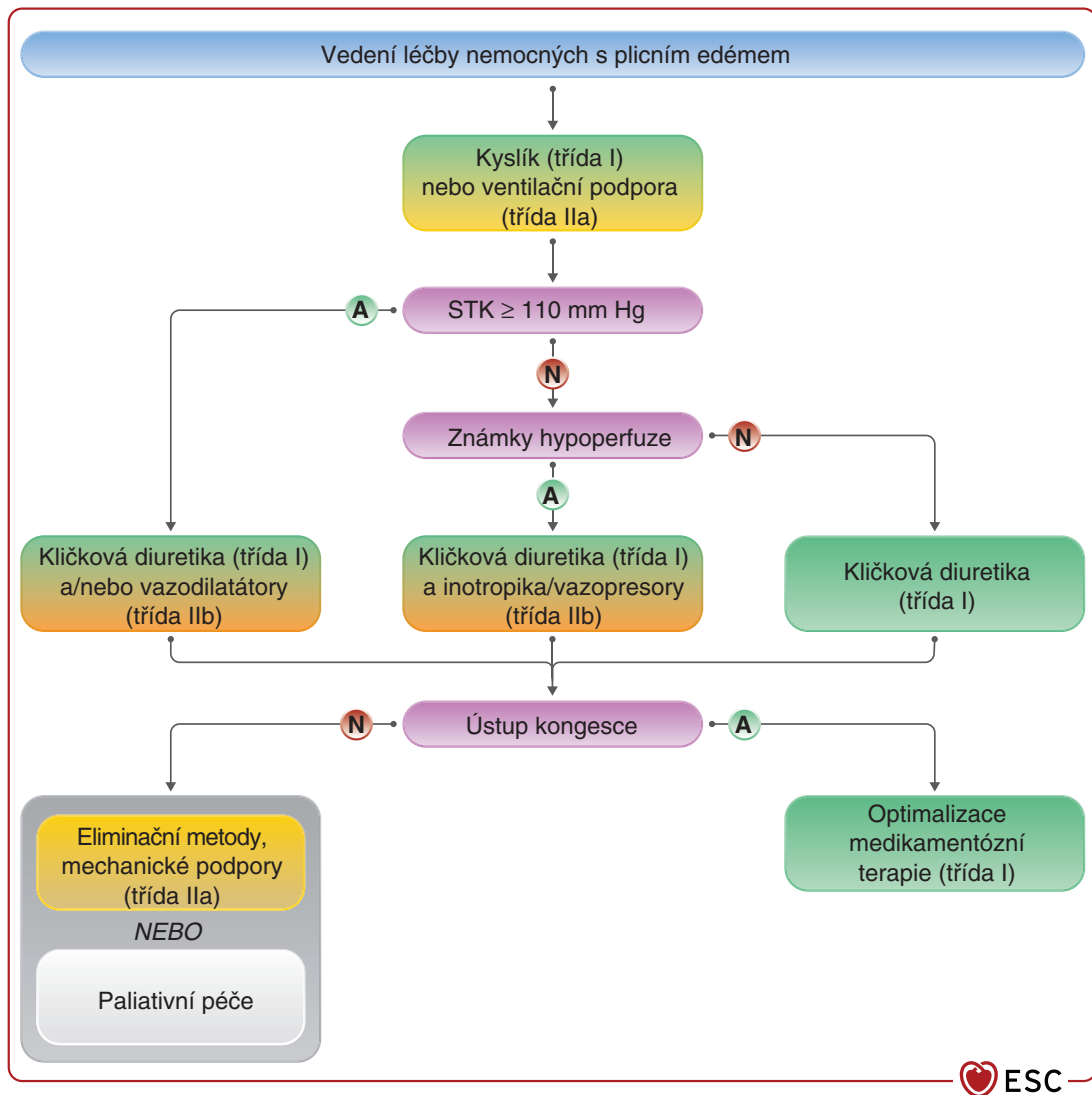 Vedení léčby nemocných s plicním edémem
Kyslík (třída I)
nebo ventilační podpora
(třída IIa)
A
STK ≥ 110 mm Hg
N
Známky hypoperfuze
N
A
Kličková diuretika (třída I)
a/nebo vazodilatátory
(třída IIb)
Kličková diuretika (třída I)
a inotropika/vazopresory
(třída IIb)
Kličková diuretika
(třída I)
N
Ústup kongesce
A
Eliminační metody,
mechanické podpory
(třída IIa)
NEBO
Paliativní péče
Optimalizace
medikamentózní
terapie (třída I)
ESC